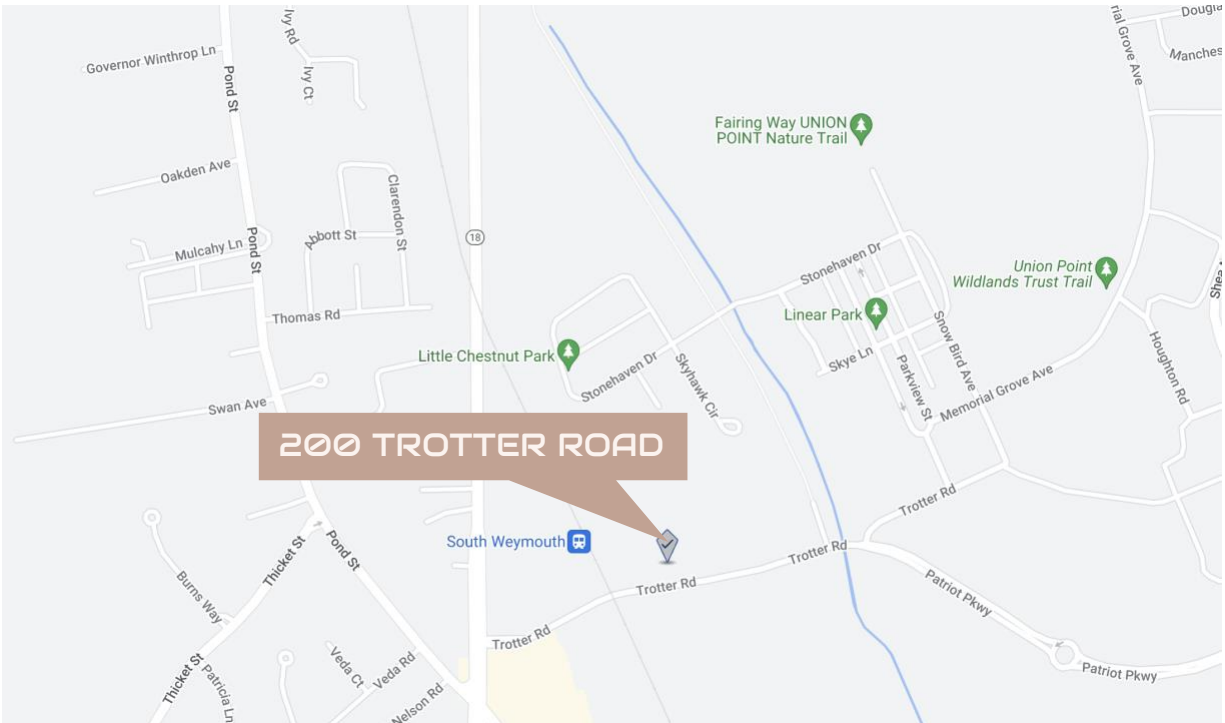 Ivy Rd
Governor Winthrop Ln
Pond St
Ivy Ct
Grove Ave
Fairing Way UNION
POINT Nature Trail
Oakden Ave
Clarendon St
Abbott St
Mulcahy Ln
Pond St
18
Stonehaven Dr
Union Point
Wildlands Trust Trail
Linear Park
Thomas Rd
Snow Bird Ave
Houghton Rd
Little Chestnut Park
Stonehaven Dr
Skyhawk Cir
Skye Ln
Parkview St
Memorial Grove Ave
Swan Ave
200 TROTTER ROAD
Trotter Rd
South Weymouth
Thicket St
Pond St
Trotter Rd
Trotter Rd
Patriot Pkwy
Burns Way
Trotter Rd
Veda Ct
Veda Rd
Thicket St
Patricia Ln
Nelson Rd
Patriot Pkwy